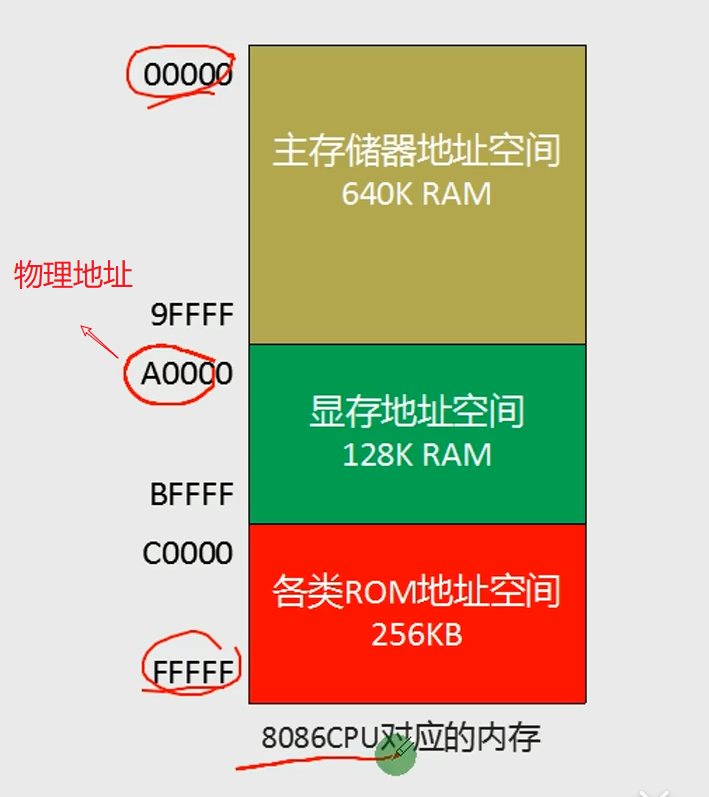 00000
主存储器地址空间
640K RAM
物理地址
9FFFF
A0000
显存地址空间
128K RAM
BFFFF
C0000
各类ROM地址空间
256KB
FFFFF
8086CPU对应的内存